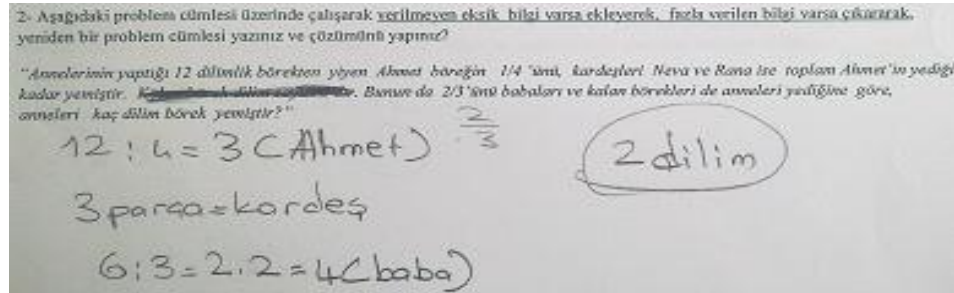 2- Aşağıdaki problem cümlesi üzerinde çalışarak verilmeyen eksik bilgi varsa ekleyerek, fazla verilen bilgi varsa çıkararak,
yeniden bir problem cümlesi yazınız ve çözümünü yapınız?
"Annelerinin yaptığı 12 dilimlik börekten yiyen Ahmet böreğin 1/4 'ünü, kardeşleri Neva ve Rana ise toplam Ahmet'in yediği
kadar yemiştir. Bunun da 2/3'ünü babaları ve kalan börekleri de anneleri yediğine göre,
anneleri kaç dilim börek yemiştir?"
12 : 4 = 3 (Ahmet) 2/3
2 dilim
3 parça = kardeş
6 : 3 = 2 . 2 = 4 (baba)